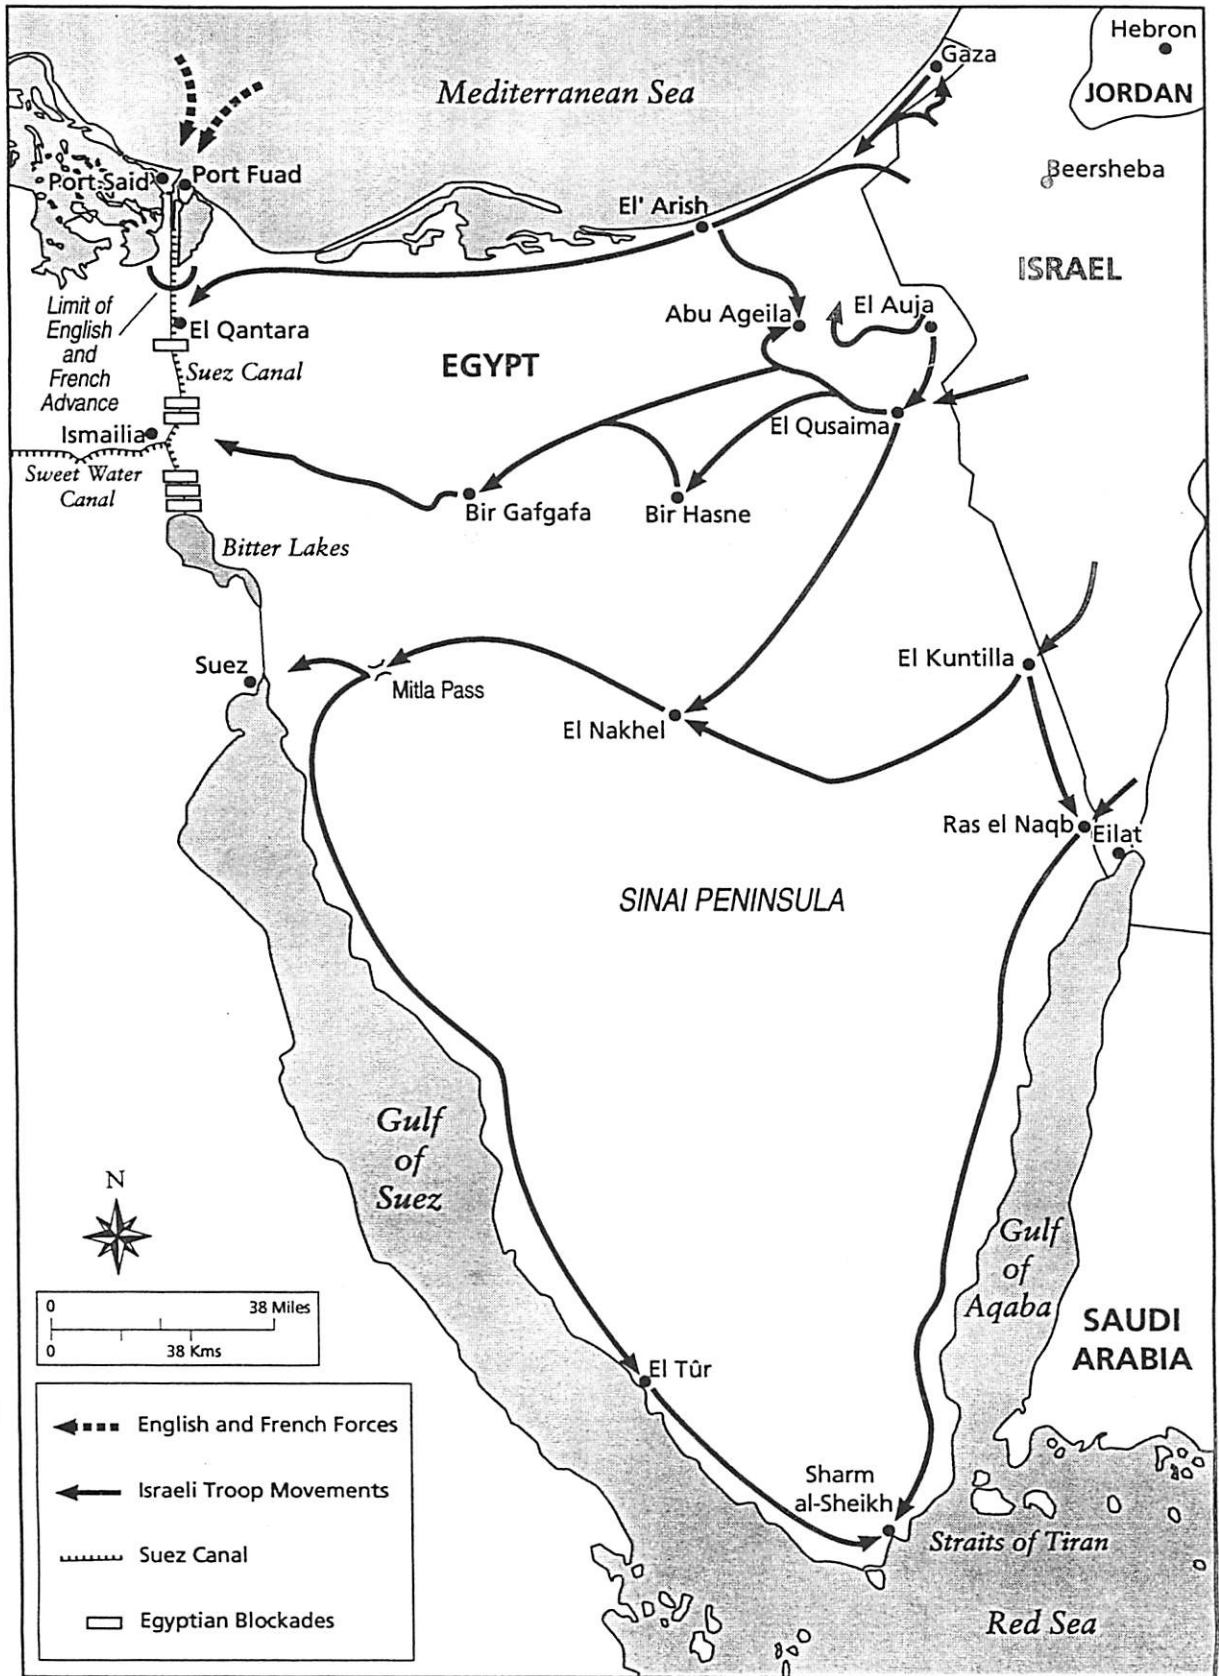 Hebron
Gaza
Mediterranean Sea
JORDAN
Port Said
Port Fuad
Beersheba
El' Arish
ISRAEL
Limit of
English
and
French
Advance
El Qantara
Abu Ageila
El Auja
Suez Canal
EGYPT
Ismailia
El Qusaima
Sweet Water
Canal
Bir Gafgafa
Bir Hasne
Bitter Lakes
Suez
Mitla Pass
El Kuntilla
El Nakhel
Ras el Naqb
Eilat
SINAI PENINSULA
Gulf
of
Suez
N
Gulf
of
Aqaba
SAUDI
ARABIA
0
38 Miles
0
38 Kms
El Tûr
English and French Forces
Israeli Troop Movements
Suez Canal
Egyptian Blockades
Sharm
al-Sheikh
Straits of Tiran
Red Sea